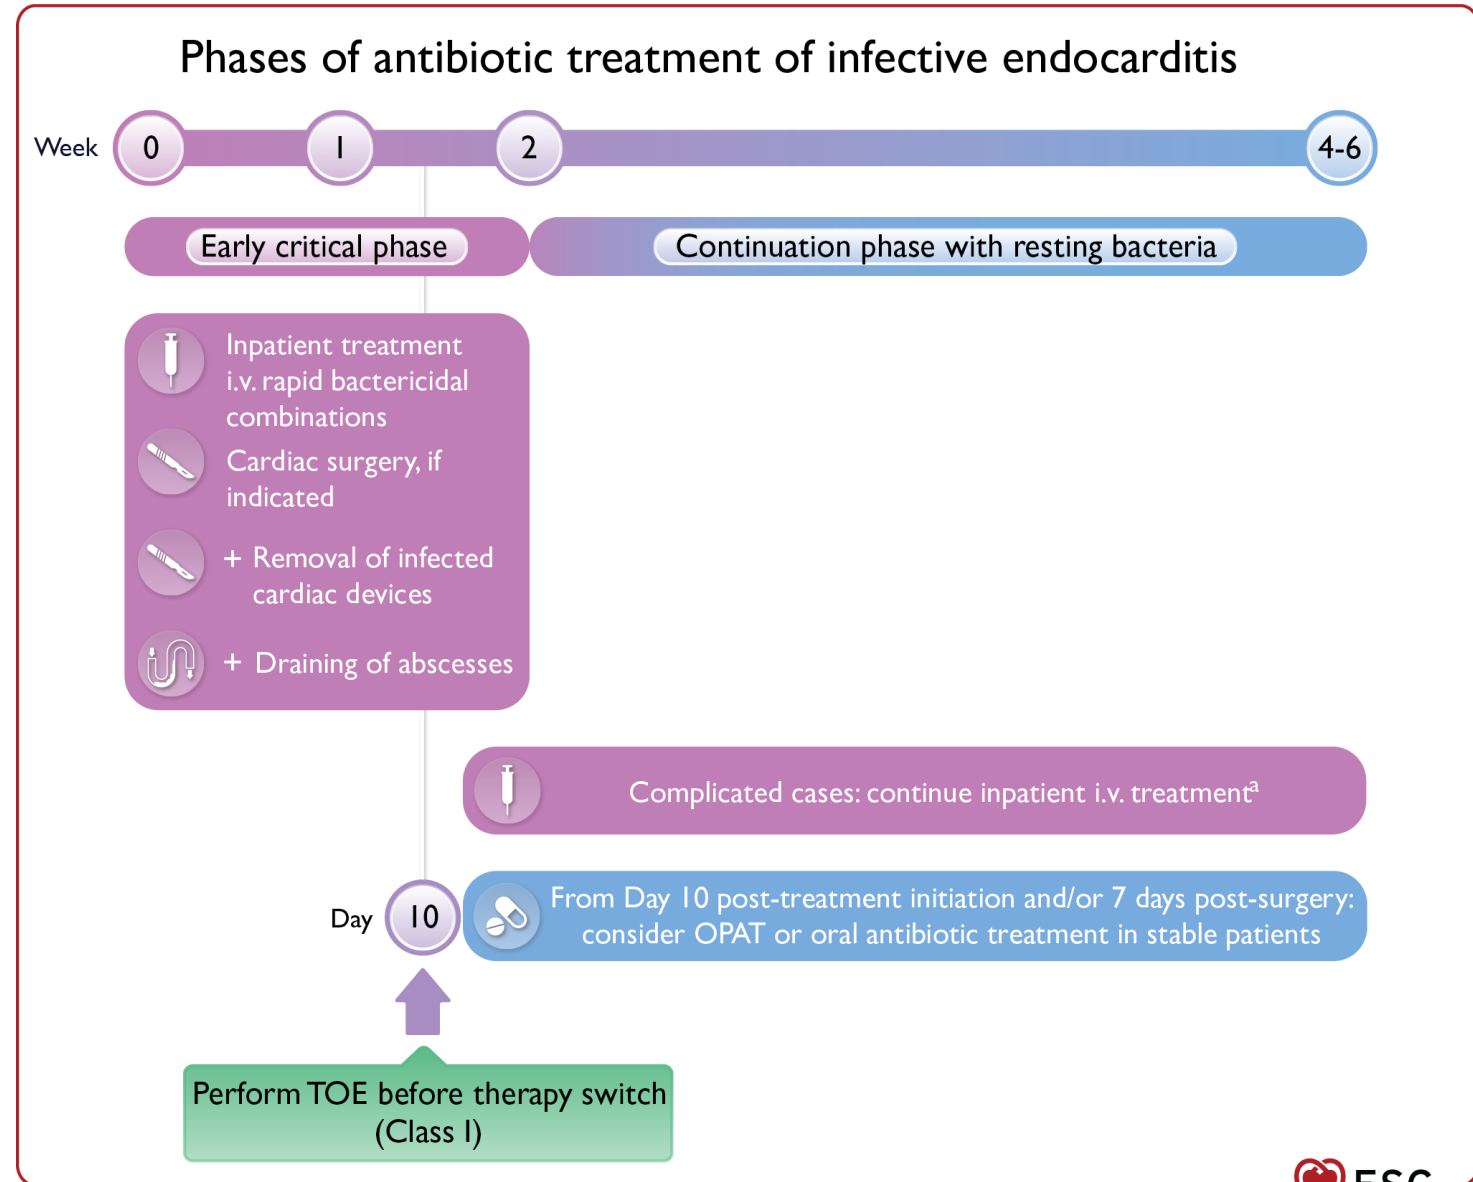 Phases of antibiotic treatment of infective endocarditis
Week 0 1 2 4-6
Early critical phase
Continuation phase with resting bacteria
Inpatient treatment
i.v. rapid bactericidal
combinations
Cardiac surgery, if
indicated
+ Removal of infected
cardiac devices
+ Draining of abscesses
Complicated cases: continue inpatient i.v. treatmentᵃ
Day 10
From Day 10 post-treatment initiation and/or 7 days post-surgery:
consider OPAT or oral antibiotic treatment in stable patients
Perform TOE before therapy switch
(Class I)
ESC